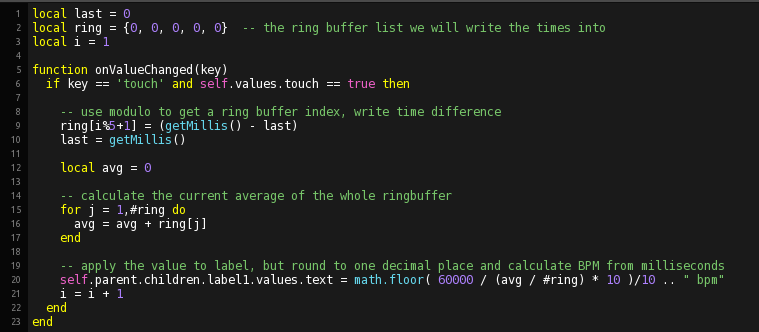 1 local last = 0
2 local ring = {0, 0, 0, 0, 0}  -- the ring buffer list we will write the times into
3 local i = 1
4
5 function onValueChanged(key)
6   if key == 'touch' and self.values.touch == true then
7
8     -- use modulo to get a ring buffer index, write time difference
9     ring[i%5+1] = (getMillis() - last)
10     last = getMillis()
11
12     local avg = 0
13
14     -- calculate the current average of the whole ringbuffer
15     for j = 1,#ring do
16       avg = avg + ring[j]
17     end
18
19     -- apply the value to label, but round to one decimal place and calculate BPM from milliseconds
20     self.parent.children.label1.values.text = math.floor( 60000 / (avg / #ring) * 10 )/10 .. " bpm"
21     i = i + 1
22   end
23 end